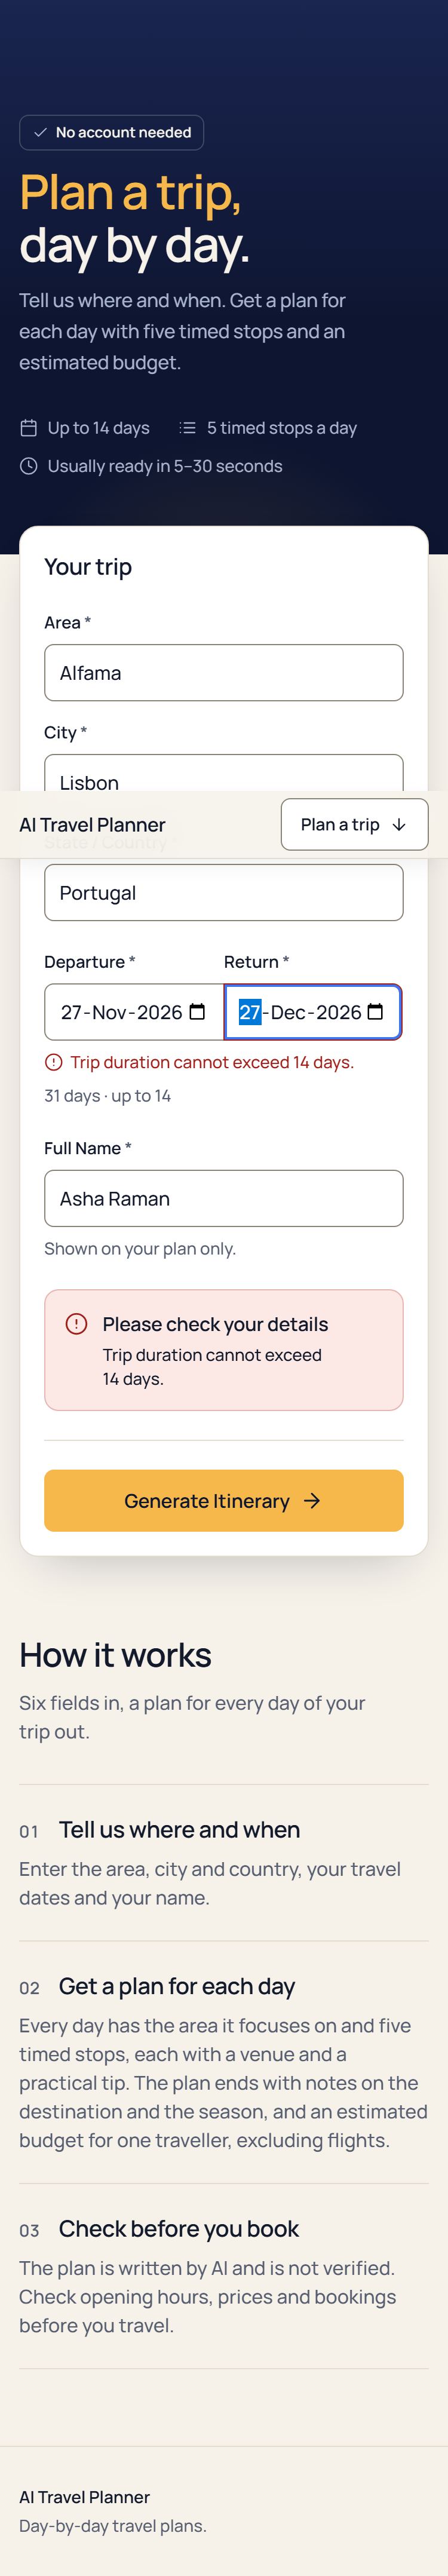 No account needed
Plan a trip,
day by day.
Tell us where and when. Get a plan for
each day with five timed stops and an
estimated budget.
Up to 14 days
5 timed stops a day
Usually ready in 5–30 seconds
Your trip
Area *
Alfama
City *
Lisbon
AI Travel Planner
Plan a trip
State / Country *
Portugal
Departure *
Return *
27-Nov-2026
27-Dec-2026
Trip duration cannot exceed 14 days.
31 days · up to 14
Full Name *
Asha Raman
Shown on your plan only.
Please check your details
Trip duration cannot exceed
14 days.
Generate Itinerary
How it works
Six fields in, a plan for every day of your
trip out.
01 Tell us where and when
Enter the area, city and country, your travel
dates and your name.
02 Get a plan for each day
Every day has the area it focuses on and five
timed stops, each with a venue and a
practical tip. The plan ends with notes on the
destination and the season, and an estimated
budget for one traveller, excluding flights.
03 Check before you book
The plan is written by AI and is not verified.
Check opening hours, prices and bookings
before you travel.
AI Travel Planner
Day-by-day travel plans.